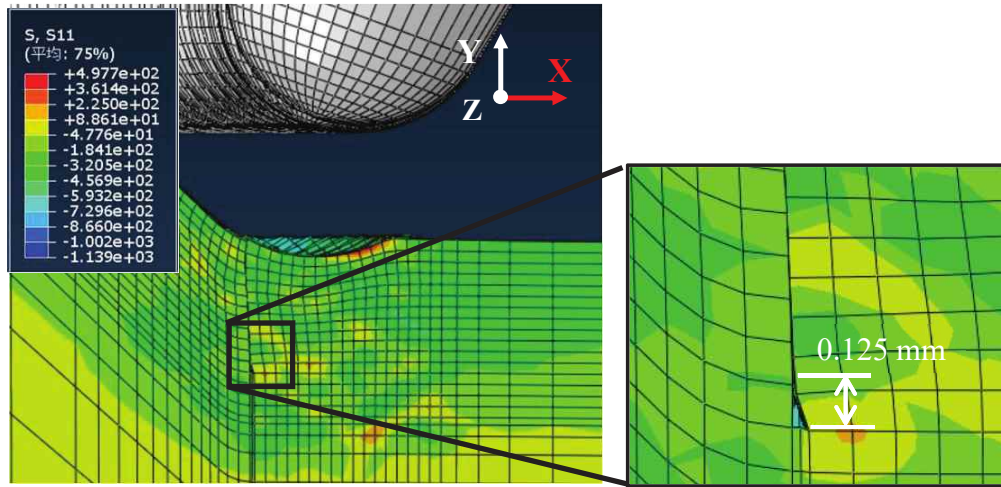 S, S11
(平均: 75%)
+4.977e+02
+3.614e+02
+2.250e+02
+8.861e+01
-4.776e+01
-1.841e+02
-3.205e+02
-4.569e+02
-5.932e+02
-7.296e+02
-8.660e+02
-1.002e+03
-1.139e+03
Y
X
Z
0.125 mm